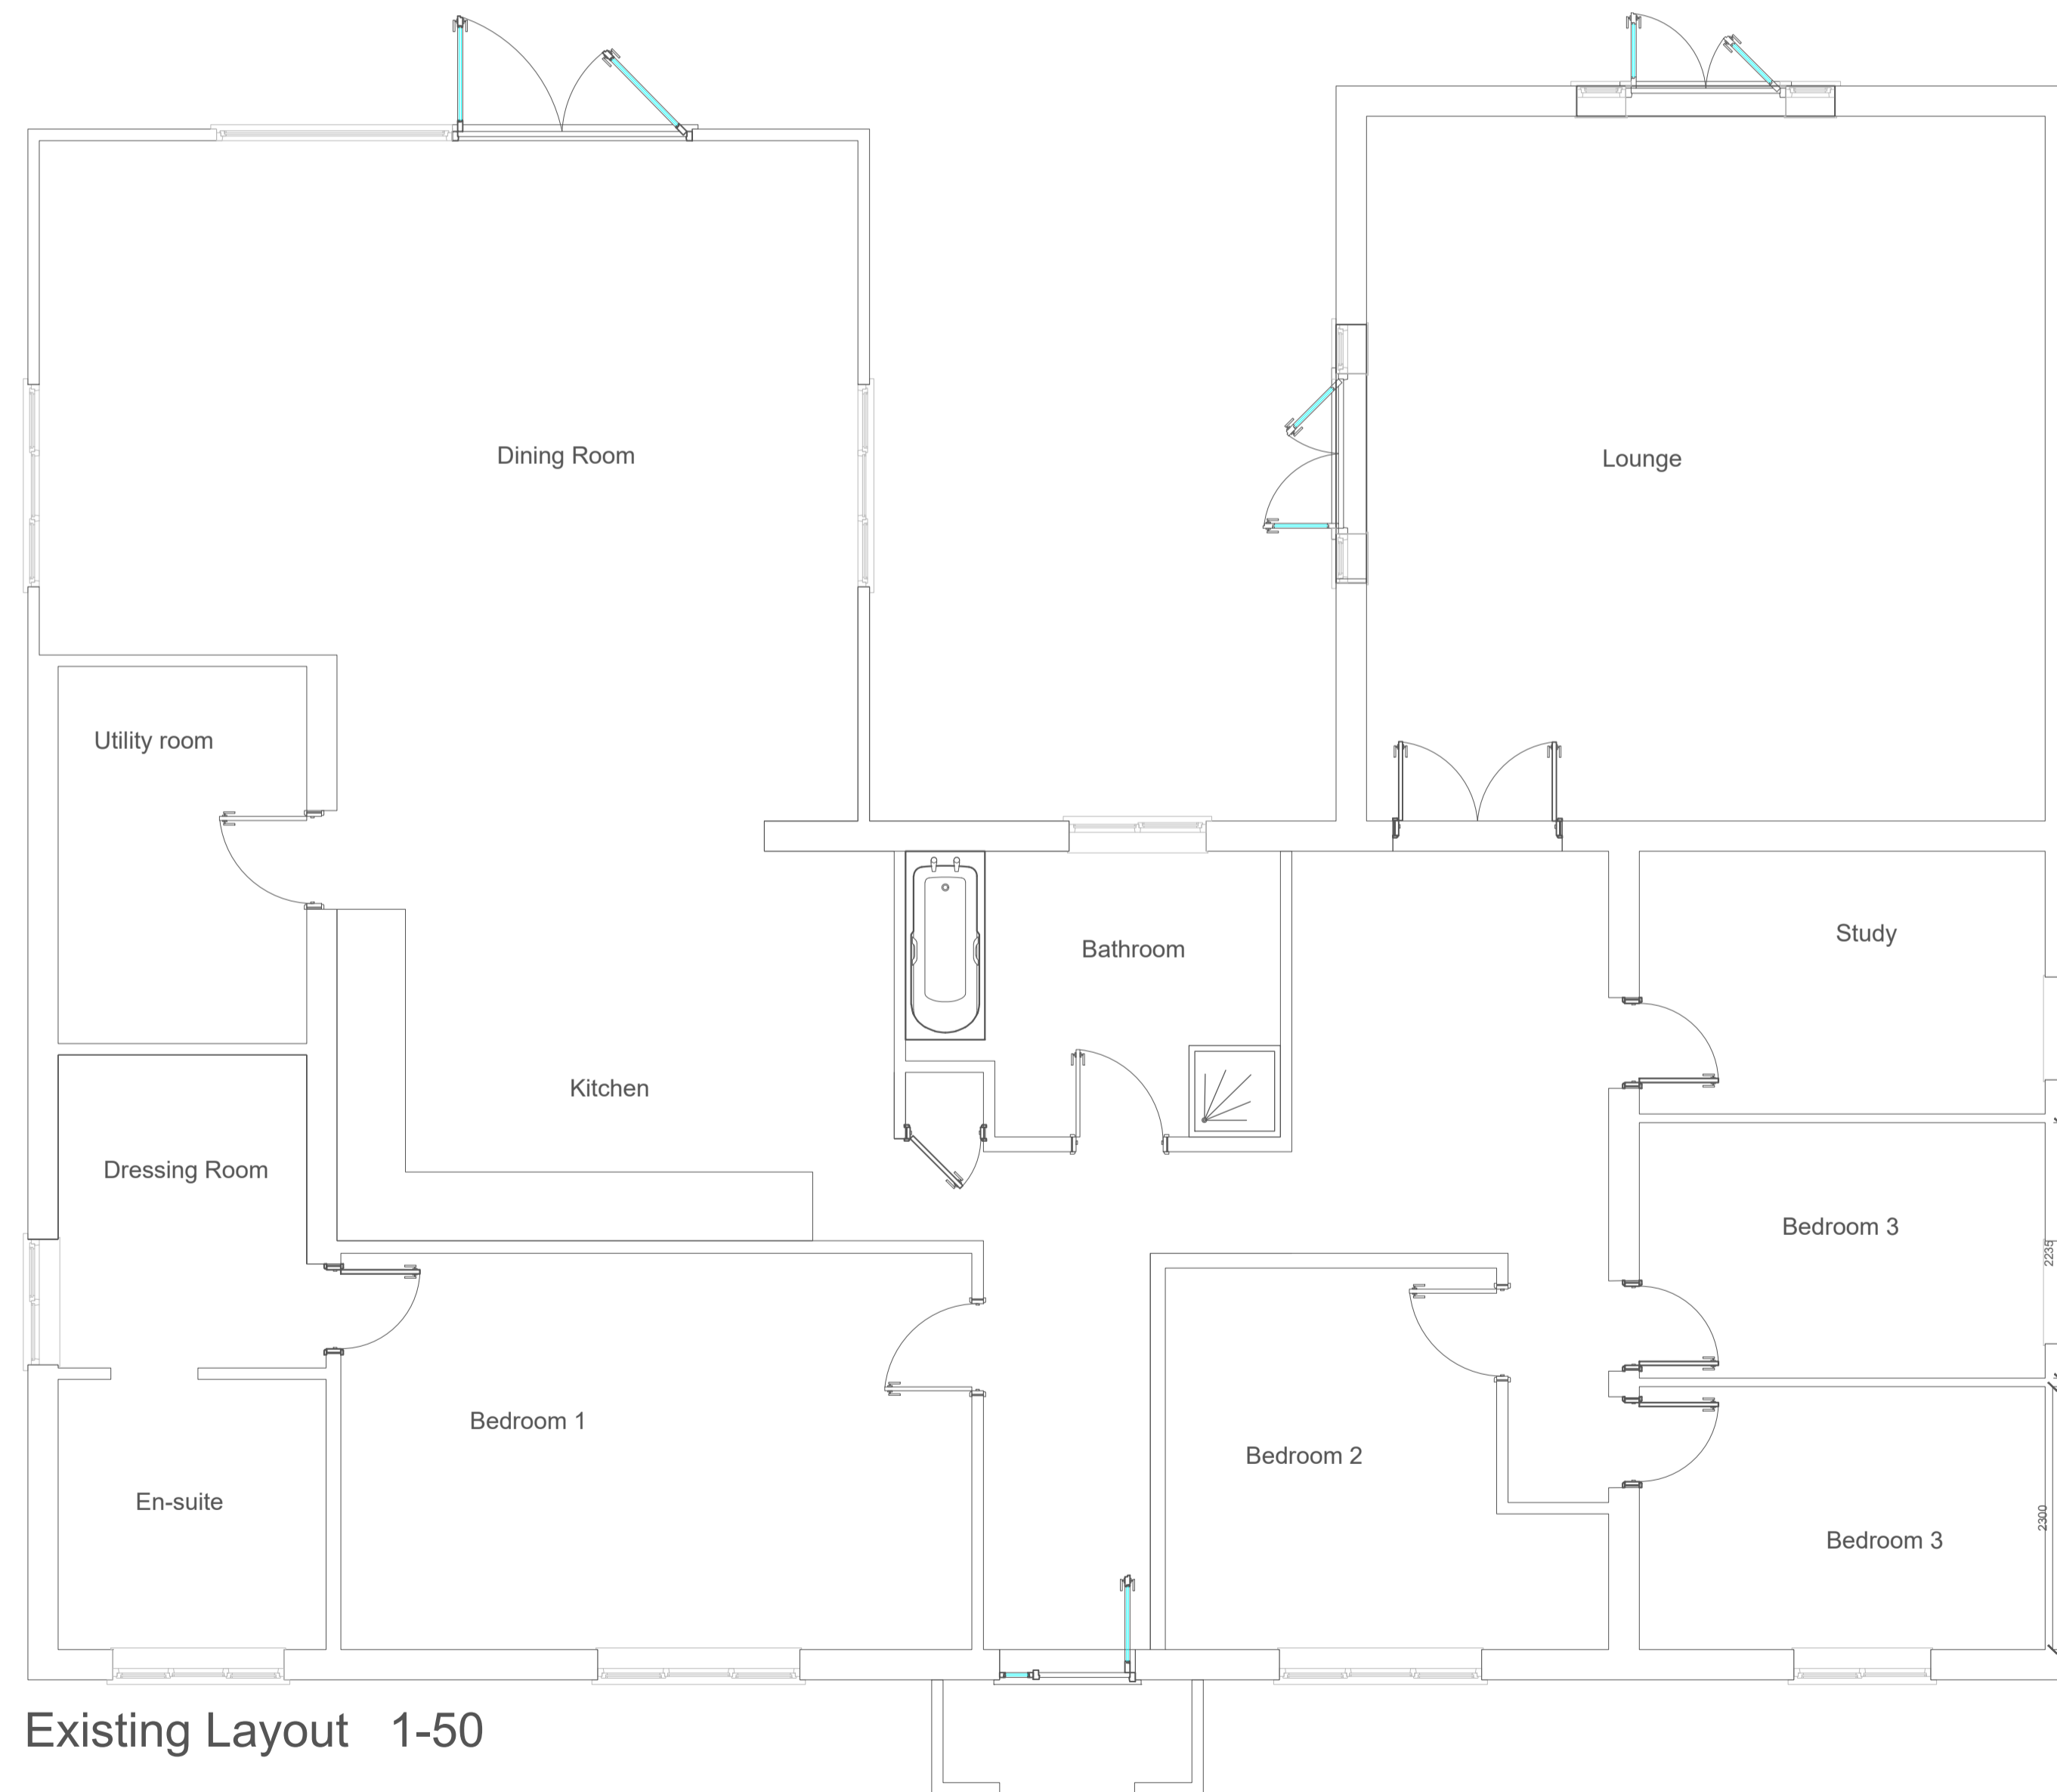 Dining Room
Lounge
Utility room
Study
Bathroom
Kitchen
Dressing Room
Bedroom 3
2235
Bedroom 1
Bedroom 2
En-suite
2300
Bedroom 3
Existing Layout 1-50